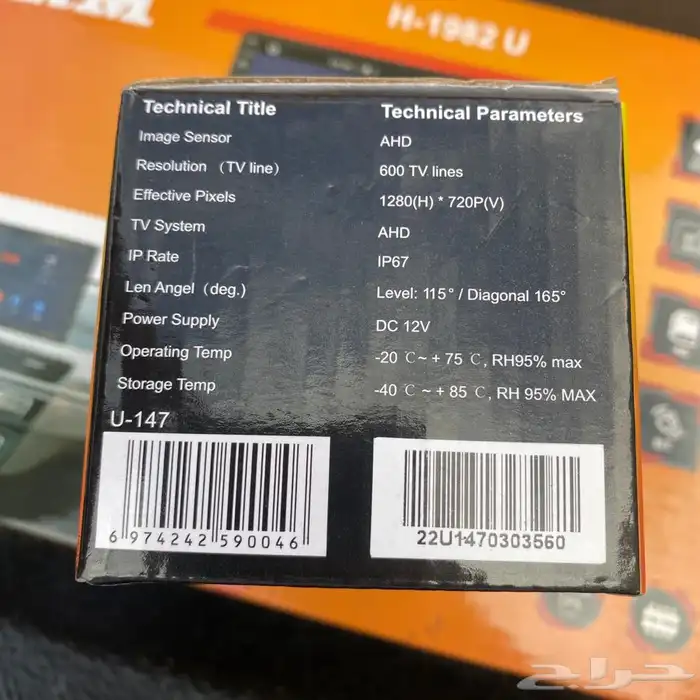 H-1982 U
Technical Title Technical Parameters
Image Sensor AHD
Resolution (TV line) 600 TV lines
Effective Pixels 1280(H) * 720P(V)
TV System AHD
IP Rate IP67
Len Angel (deg.) Level: 115° / Diagonal 165°
Power Supply DC 12V
Operating Temp -20 ℃~ + 75 ℃, RH95% max
Storage Temp -40 ℃ ~ + 85 ℃, RH 95% MAX
U-147
6 974242 590046
22U1470303560
حراج